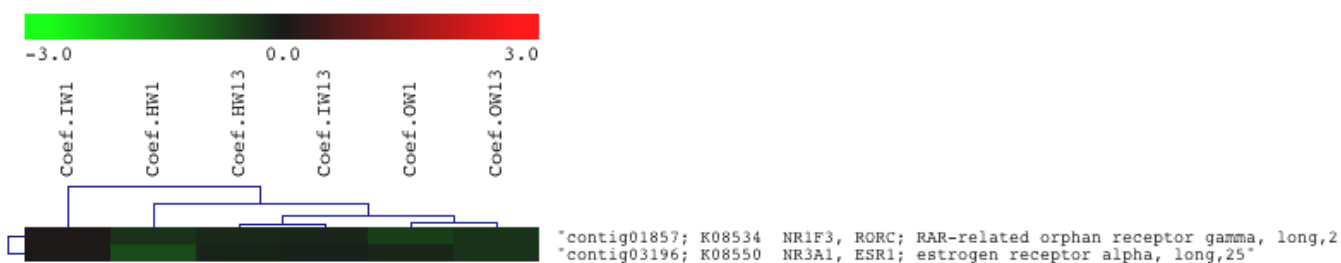 -3.0 0.0 3.0
Coef.IW1
Coef.HW1
Coef.HW13
Coef.IW13
Coef.OW1
Coef.OW13
"contig01857; K08534 NR1F3, RORC; RAR-related orphan receptor gamma, long,2
"contig03196; K08550 NR3A1, ESR1; estrogen receptor alpha, long,25"